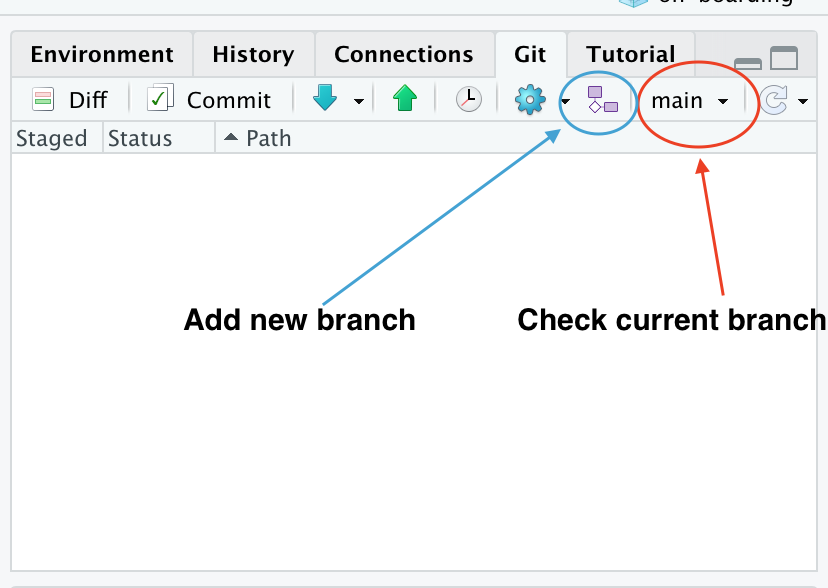 on-boarding
Environment History Connections Git Tutorial
Diff Commit main
Staged Status Path
Add new branch Check current branch